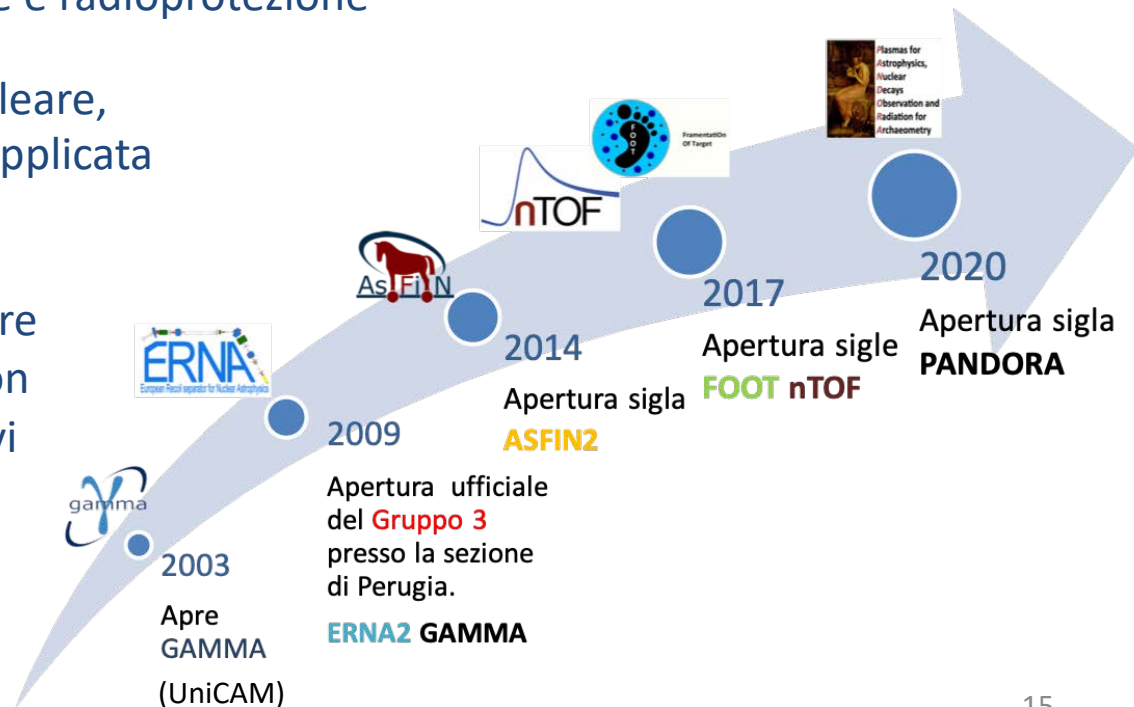 e e radioprotezione
leare,
pplicata
re
on
vi
gamma
2003
Apre
GAMMA
(UniCAM)
ERNA
European Recoil separator for Nuclear Astrophysics
2009
Apertura ufficiale
del Gruppo 3
presso la sezione
di Perugia.
ERNA2 GAMMA
AsFiN
2014
Apertura sigla
ASFIN2
nTOF
FOOT
FramentatiOn
Of Target
2017
Apertura sigle
FOOT nTOF
Plasmas for
Astrophysics,
Nuclear
Decays
Observation and
Radiation for
Archaeometry
2020
Apertura sigla
PANDORA
15